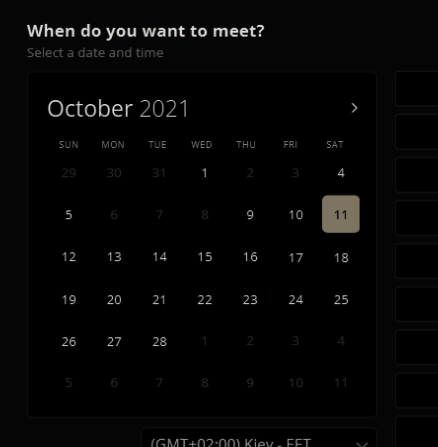 When do you want to meet?
Select a date and time
October 2021
SUN MON TUE WED THU FRI SAT
29 30 31 1 2 3 4
5 6 7 8 9 10 11
12 13 14 15 16 17 18
19 20 21 22 23 24 25
26 27 28 1 2 3 4
5 6 7 8 9 10 11
(GMT+02:00) Kiev - EET